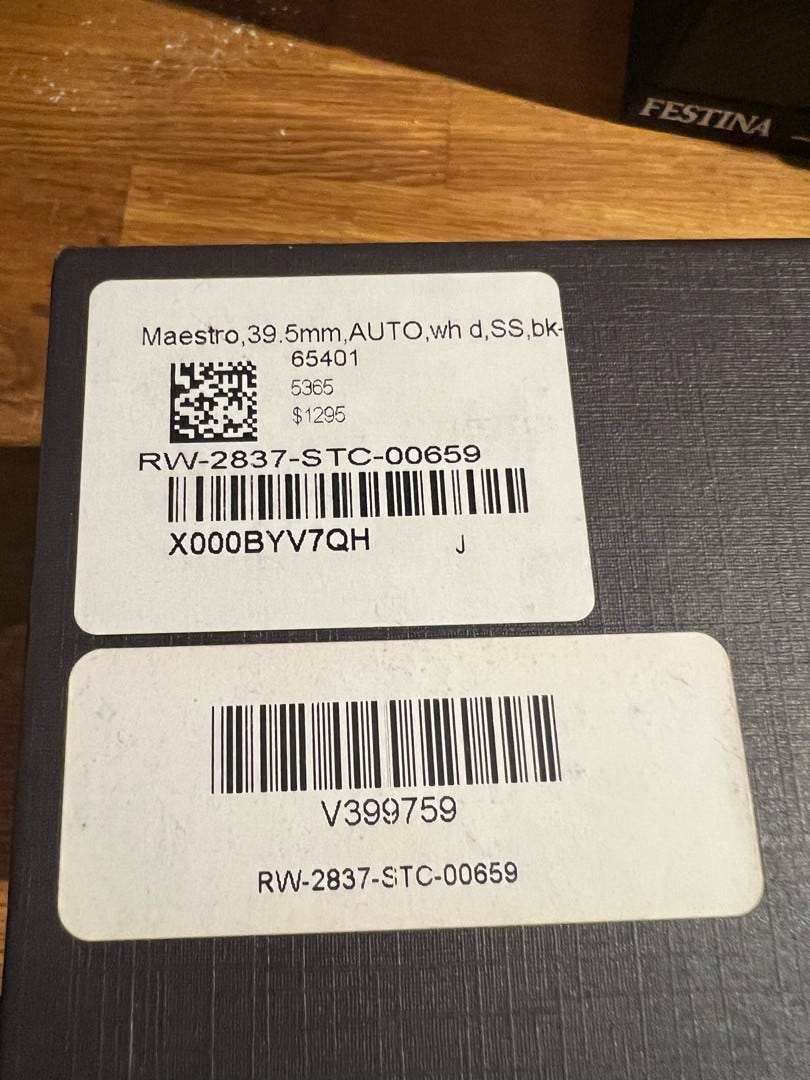 FESTINA
Maestro,39.5mm,AUTO,wh d,SS,bk-
65401
5365
$1295
RW-2837-STC-00659
X000BYV7QH J
V399759
RW-2837-STC-00659